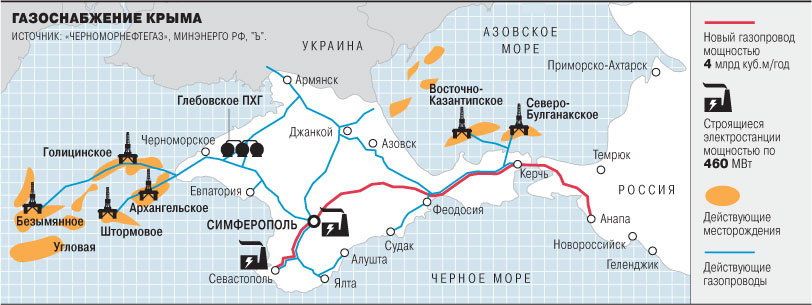 ГАЗОСНАБЖЕНИЕ КРЫМА
ИСТОЧНИК: «ЧЕРНОМОРНЕФТЕГАЗ», МИНЭНЕРГО РФ, "Ъ".
УКРАИНА
АЗОВСКОЕ
МОРЕ
Приморско-Ахтарск
Армянск
Глебовское ПХГ
Восточно-
Казантипское
Северо-
Булганакское
Джанкой
Азовск
Черноморское
Голицинское
Керчь
Темрюк
РОССИЯ
Евпатория
Архангельское
Безымянное
Штормовое
Угловая
СИМФЕРОПОЛЬ
Феодосия
Анапа
Судак
Новороссийск
Геленджик
Алушта
Севастополь
Ялта
ЧЕРНОЕ МОРЕ
Новый газопровод
мощностью
4 млрд куб.м/год
Строящиеся
электростанции
мощностью по
460 МВт
Действующие
месторождения
Действующие
газопроводы